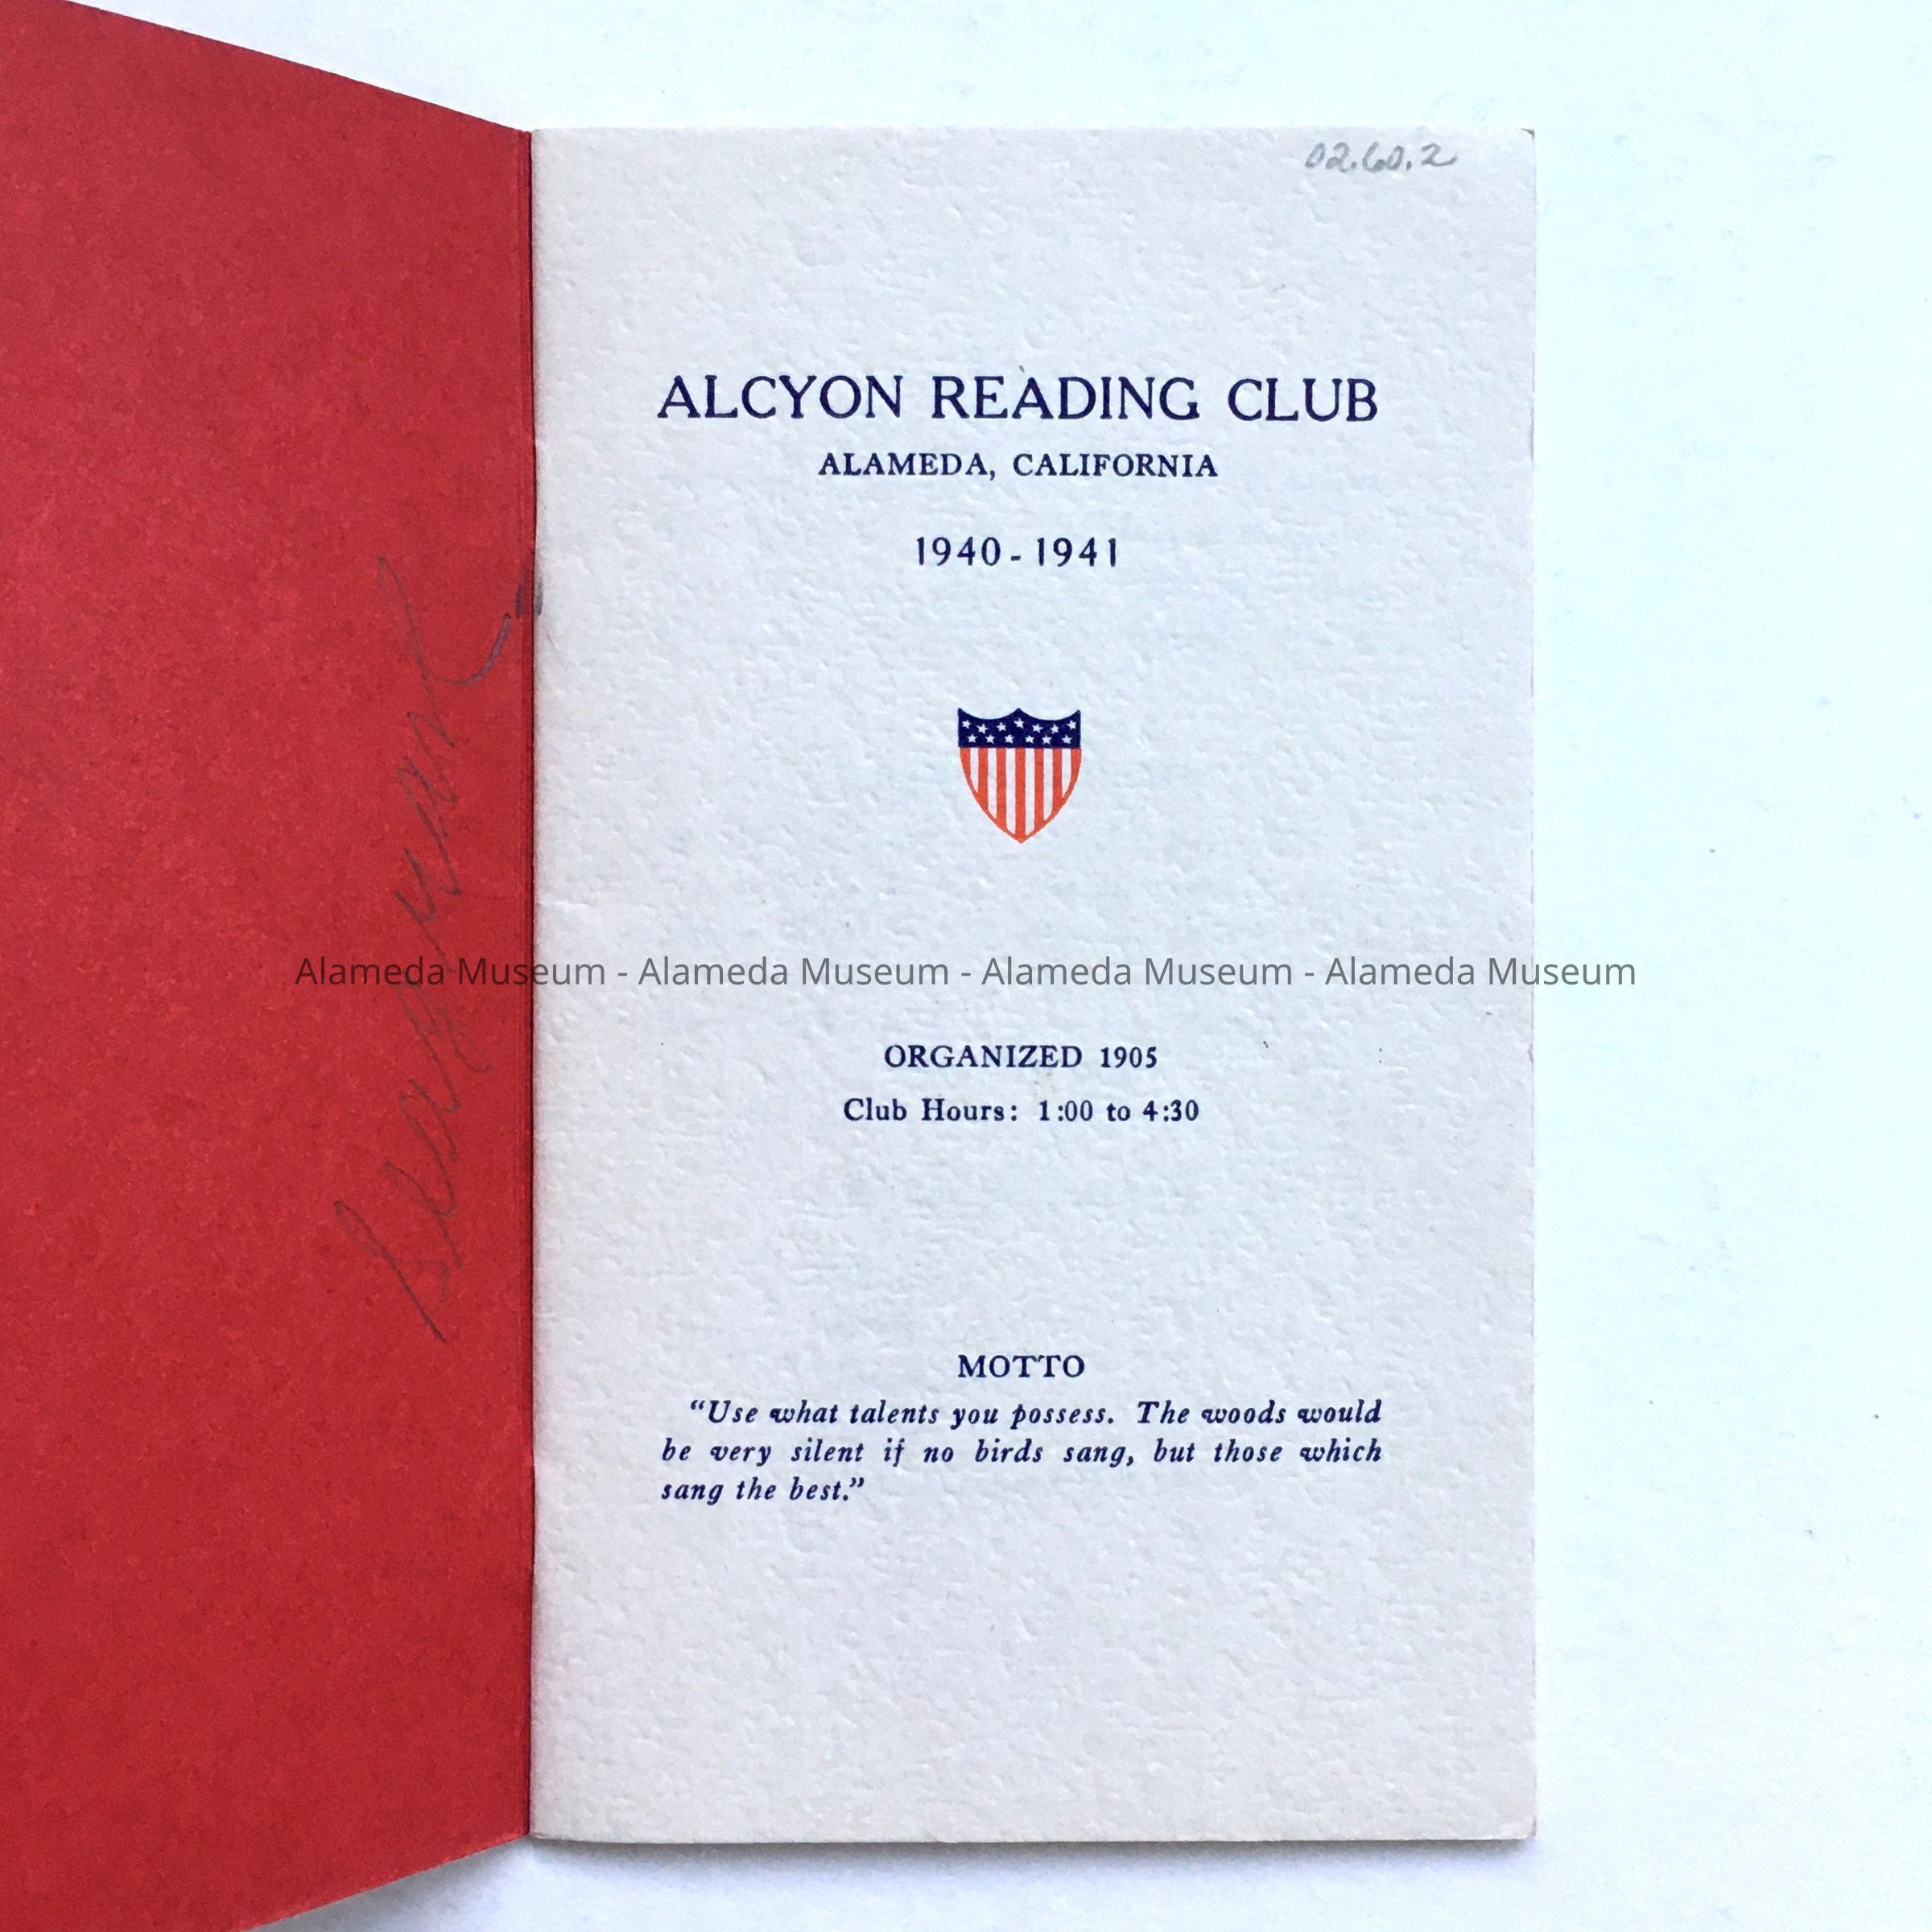 02.60.2
ALCYON READING CLUB
ALAMEDA, CALIFORNIA
1940-1941
Alameda Museum - Alameda Museum - Alameda Museum - Alameda Museum
ORGANIZED 1905
Club Hours: 1:00 to 4:30
MOTTO
“Use what talents you possess. The woods would
be very silent if no birds sang, but those which
sang the best.”